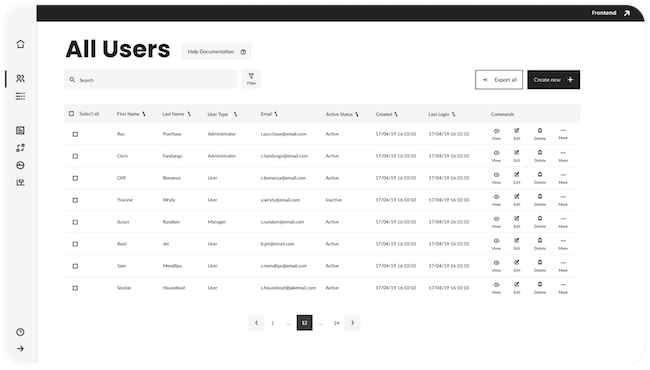 Frontend
All Users
Help Documentation
Search
Filter
Export all
Create new
Select all First Name Last Name User Type Email Active Status Created Last Login Commands
Ray Purchase Administrator r.purchase@email.com Active 17/04/19 16:10:10 17/04/19 16:10:10 View Edit Delete More
Clem Fandango Administrator c.fandango@email.com Active 17/04/19 16:10:10 17/04/19 16:10:10 View Edit Delete More
Cliff Bonanza User c.bonanza@email.com Active 17/04/19 16:10:10 17/04/19 16:10:10 View Edit Delete More
Yvonne Wryly User y.wryly@email.com Inactive 17/04/19 16:10:10 17/04/19 16:10:10 View Edit Delete More
Susan Random Manager s.random@email.com Active 17/04/19 16:10:10 17/04/19 16:10:10 View Edit Delete More
Basil Jet User b.jet@email.com Active 17/04/19 16:10:10 17/04/19 16:10:10 View Edit Delete More
Sam Mendlips User s.mendlips@email.com Active 17/04/19 16:10:10 17/04/19 16:10:10 View Edit Delete More
Sookie Houseboat User s.houseboat@jakemail.com Active 17/04/19 16:10:10 17/04/19 16:10:10 View Edit Delete More
1 ... 12 ... 24